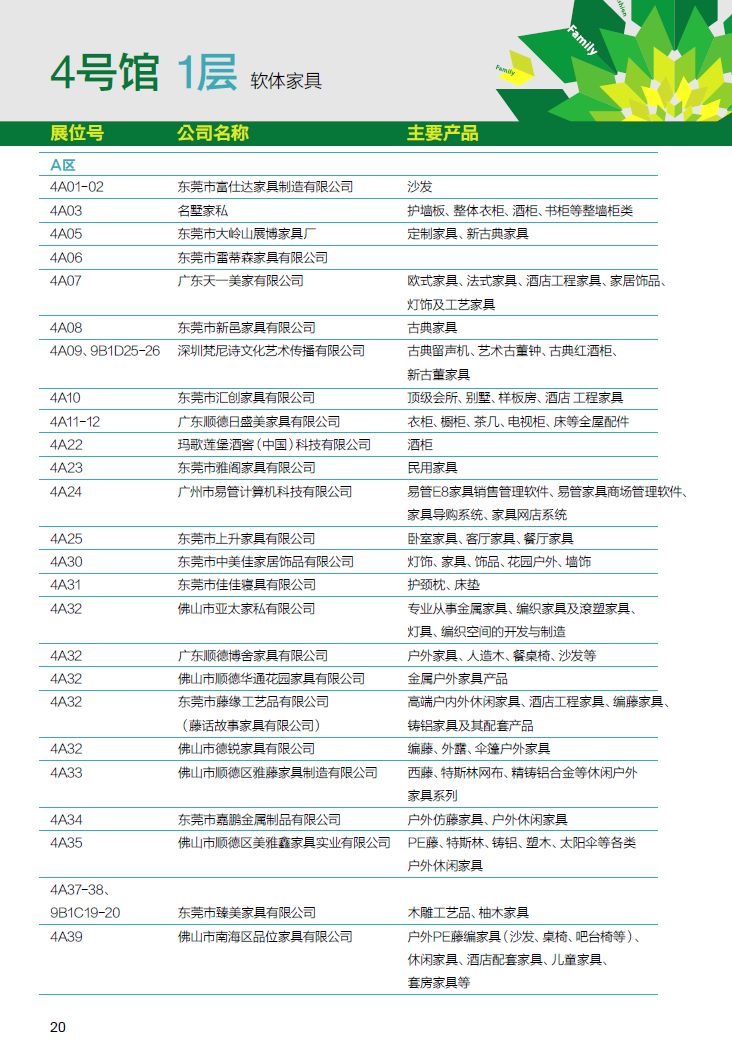 4号馆 1层 软体家具
Family
Family
shion
展位号 公司名称 主要产品
A区
4A01-02 东莞市富仕达家具制造有限公司 沙发
4A03 名墅家私 护墙板、整体衣柜、酒柜、书柜等整墙柜类
4A05 东莞市大岭山展博家具厂 定制家具、新古典家具
4A06 东莞市雷蒂森家具有限公司
4A07 广东天一美家有限公司 欧式家具、法式家具、酒店工程家具、家居饰品、
灯饰及工艺家具
4A08 东莞市新邑家具有限公司 古典家具
4A09、9B1D25-26 深圳梵尼诗文化艺术传播有限公司 古典留声机、艺术古董钟、古典红酒柜、
新古董家具
4A10 东莞市汇创家具有限公司 顶级会所、别墅、样板房、酒店 工程家具
4A11-12 广东顺德日盛美家具有限公司 衣柜、橱柜、茶几、电视柜、床等全屋配件
4A22 玛歌莲堡酒窖(中国)科技有限公司 酒柜
4A23 东莞市雅阁家具有限公司 民用家具
4A24 广州市易管计算机科技有限公司 易管E8家具销售管理软件、易管家具商场管理软件、
家具导购系统、家具网店系统
4A25 东莞市上升家具有限公司 卧室家具、客厅家具、餐厅家具
4A30 东莞市中美佳家居饰品有限公司 灯饰、家具、饰品、花园户外、墙饰
4A31 东莞市佳佳寝具有限公司 护颈枕、床垫
4A32 佛山市亚太家私有限公司 专业从事金属家具、编织家具及滚塑家具、
灯具、编织空间的开发与制造
4A32 广东顺德博舍家具有限公司 户外家具、人造木、餐桌椅、沙发等
4A32 佛山市顺德华通花园家具有限公司 金属户外家具产品
4A32 东莞市藤缘工艺品有限公司 高端户内外休闲家具、酒店工程家具、编藤家具、
(藤话故事家具有限公司) 铸铝家具及其配套产品
4A32 佛山市德锐家具有限公司 编藤、外露、伞篷户外家具
4A33 佛山市顺德区雅藤家具制造有限公司 西藤、特斯林网布、精铸铝合金等休闲户外
家具系列
4A34 东莞市嘉鹏金属制品有限公司 户外仿藤家具、户外休闲家具
4A35 佛山市顺德区美雅鑫家具实业有限公司 PE藤、特斯林、铸铝、塑木、太阳伞等各类
户外休闲家具
4A37-38、
9B1C19-20 东莞市臻美家具有限公司 木雕工艺品、柚木家具
4A39 佛山市南海区品位家具有限公司 户外PE藤编家具(沙发、桌椅、吧台椅等)、
休闲家具、酒店配套家具、儿童家具、
套房家具等
20